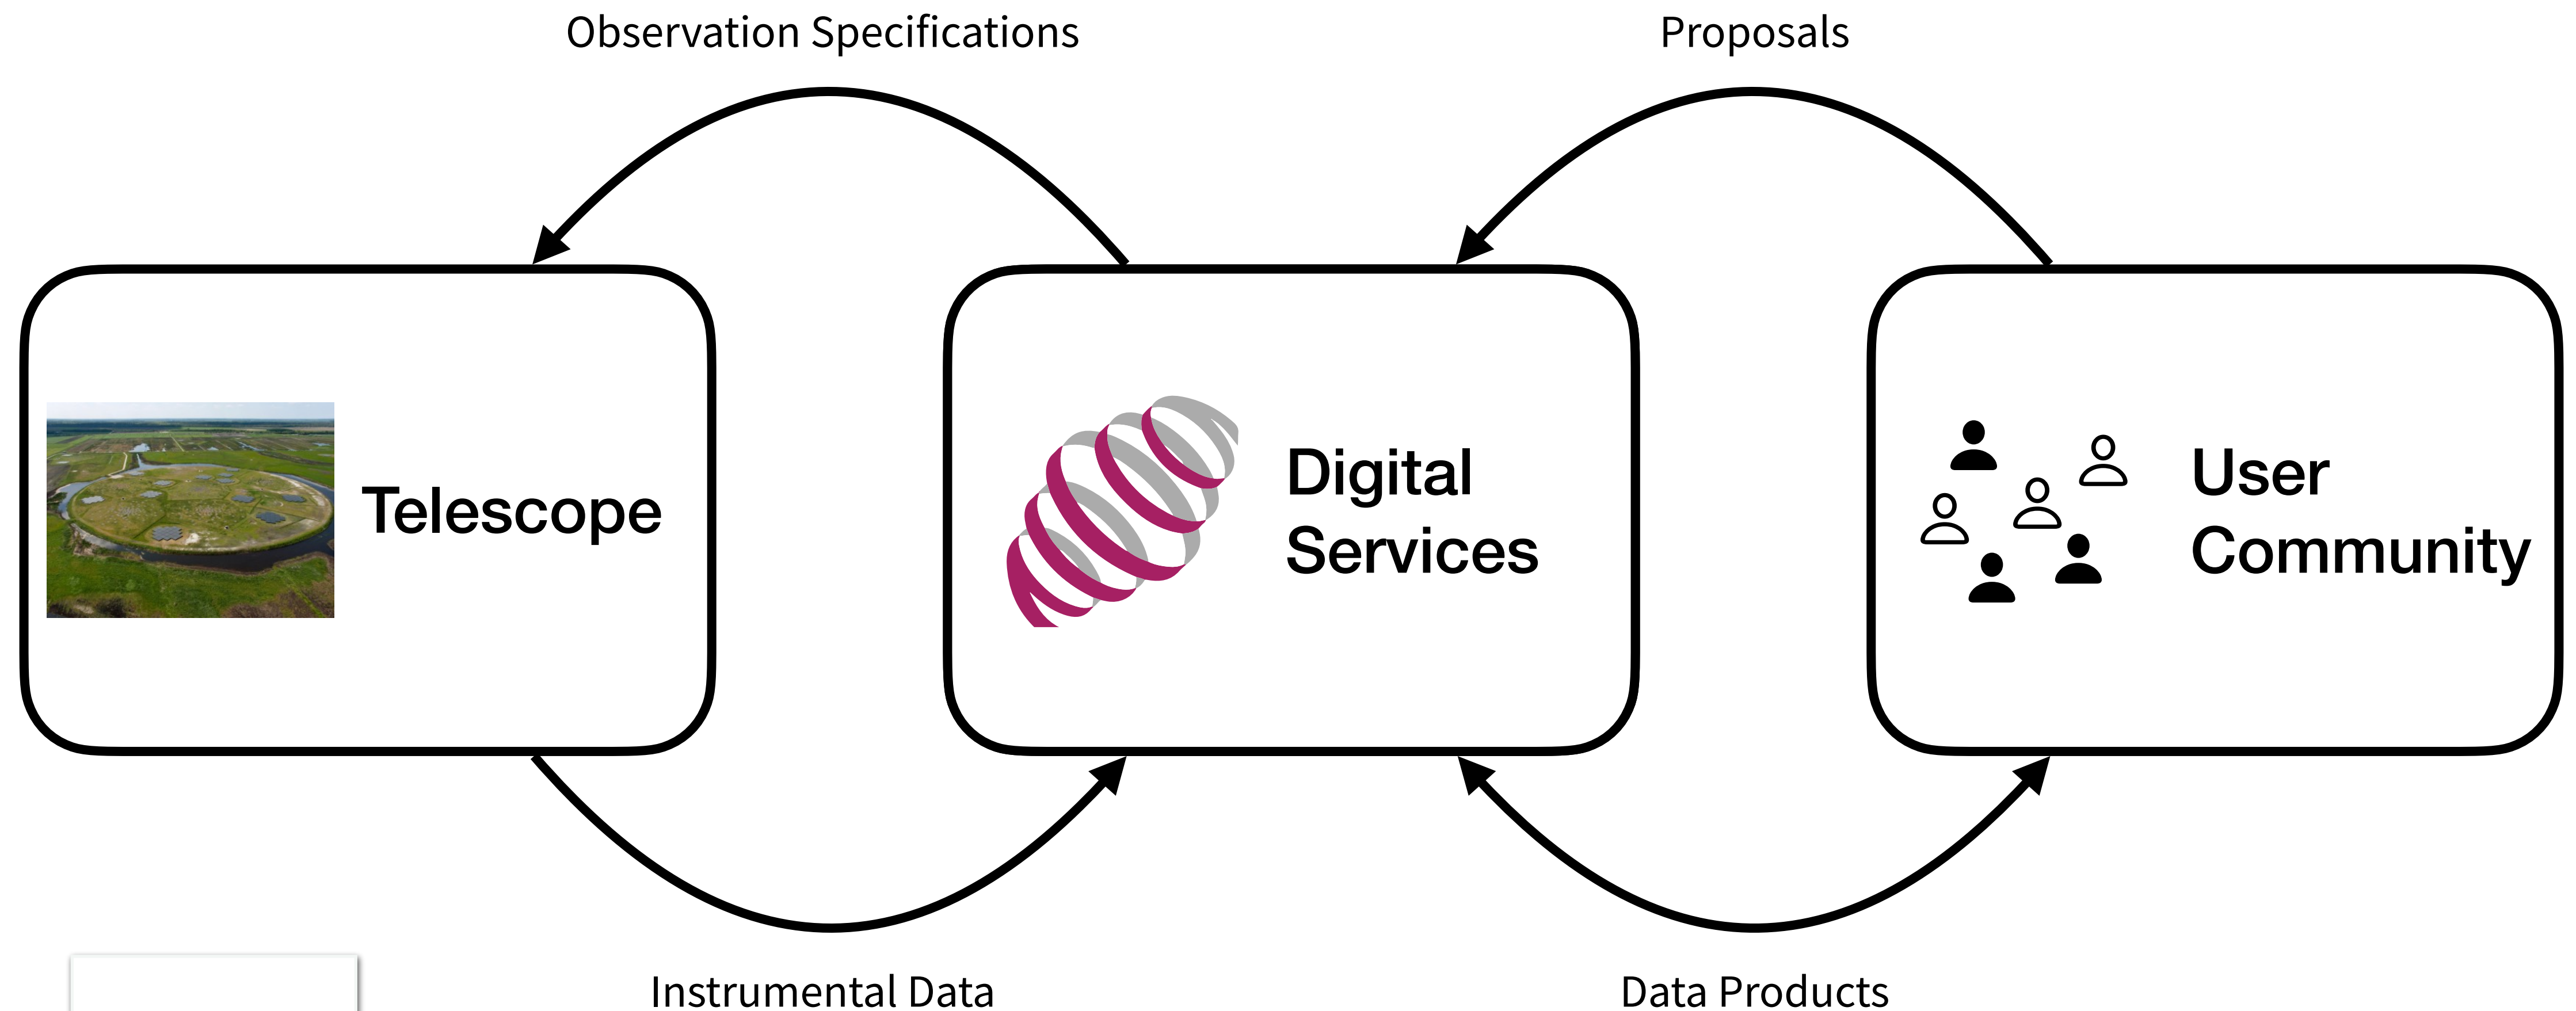 Observation Specifications
Proposals
Telescope
Digital
Services
User
Community
Instrumental Data
Data Products